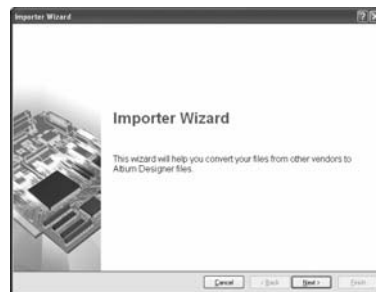 Importer Wizard
Importer Wizard
This wizard will help you convert your files from other vendors to
Altium Designer files.
Cancel
< Back
Next >
Finish